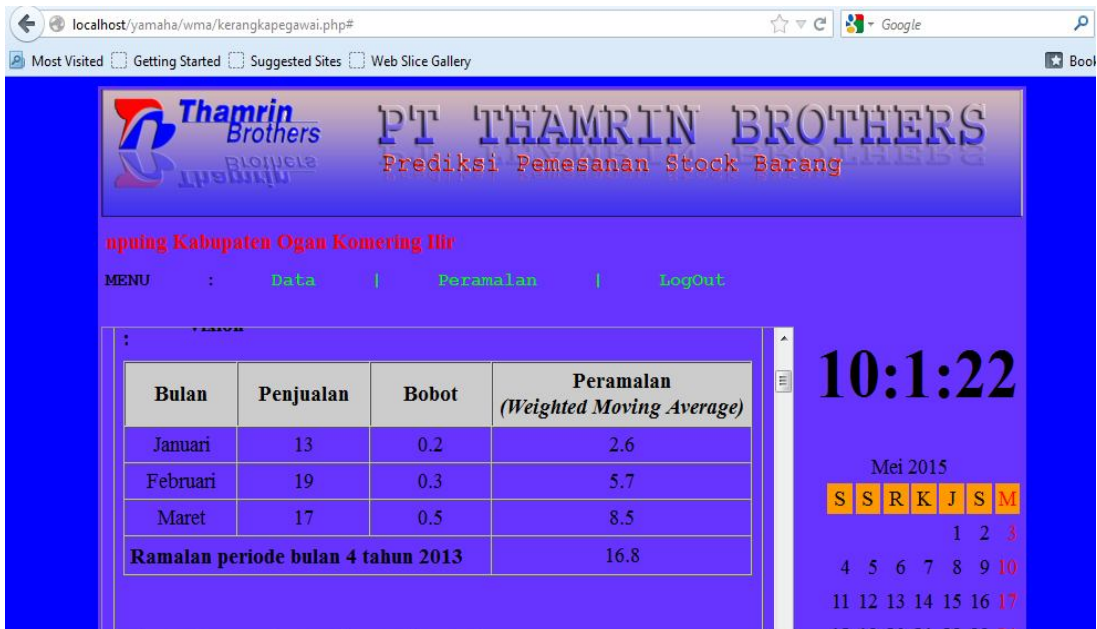 localhost/yamaha/wma/kerangkapegawai.php#
Google
Most Visited Getting Started Suggested Sites Web Slice Gallery
Thamrin
Brothers
PT THAMRIN BROTHERS
Prediksi Pemesanan Stock Barang
Kabupaten Ogan Komering Ilir
MENU : Data | Peramalan | LogOut
:
Bulan Penjualan Bobot Peramalan
(Weighted Moving Average)
Januari 13 0.2 2.6
Februari 19 0.3 5.7
Maret 17 0.5 8.5
Ramalan periode bulan 4 tahun 2013 16.8
10:1:22
Mei 2015
S S R K J S M
1 2 3
4 5 6 7 8 9 10
11 12 13 14 15 16 17